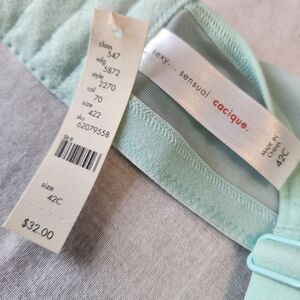 class
547
mfg
5872
style
2270
col
70
size
422
sku
62079558
size
42C
$32.00
sexy... sensual cacique.
MADE IN
CHINA
42C